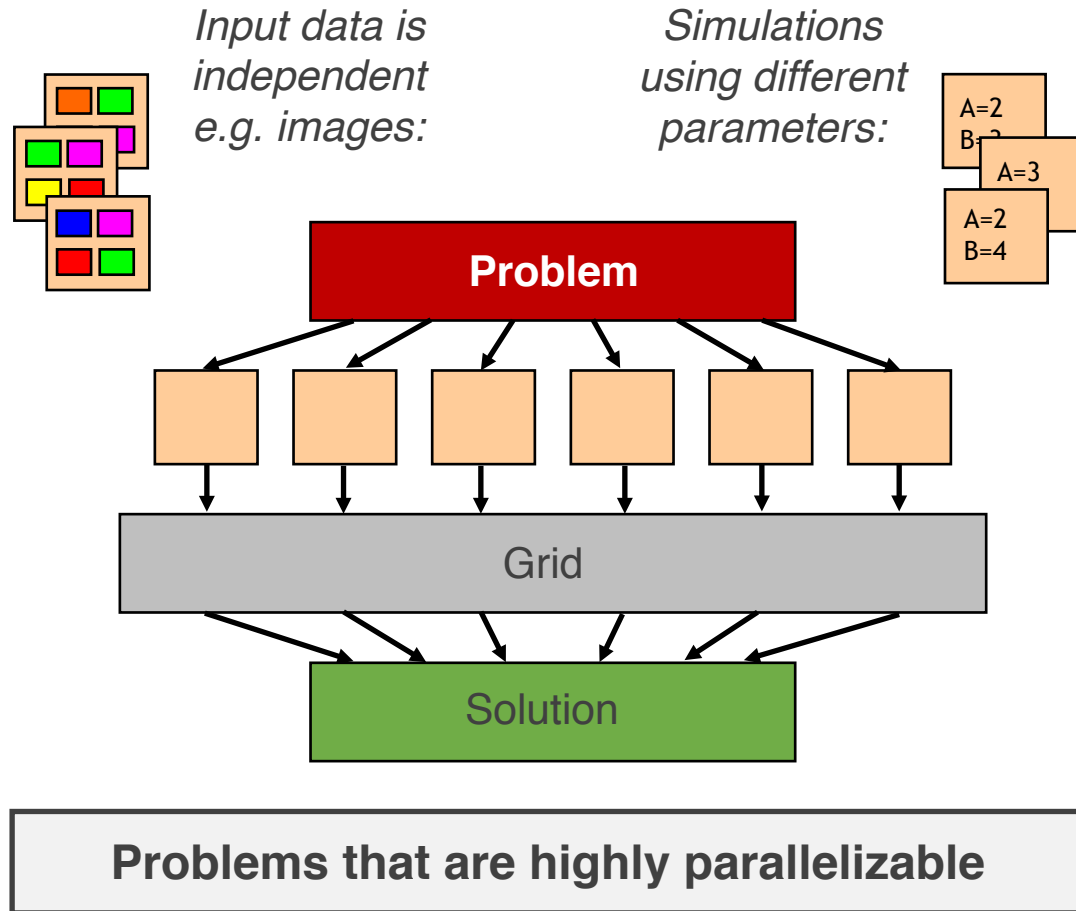 Input data is
independent
e.g. images:
Simulations
using different
parameters:
A=2
A=3
A=2
B=4
Problem
Grid
Solution
Problems that are highly parallelizable